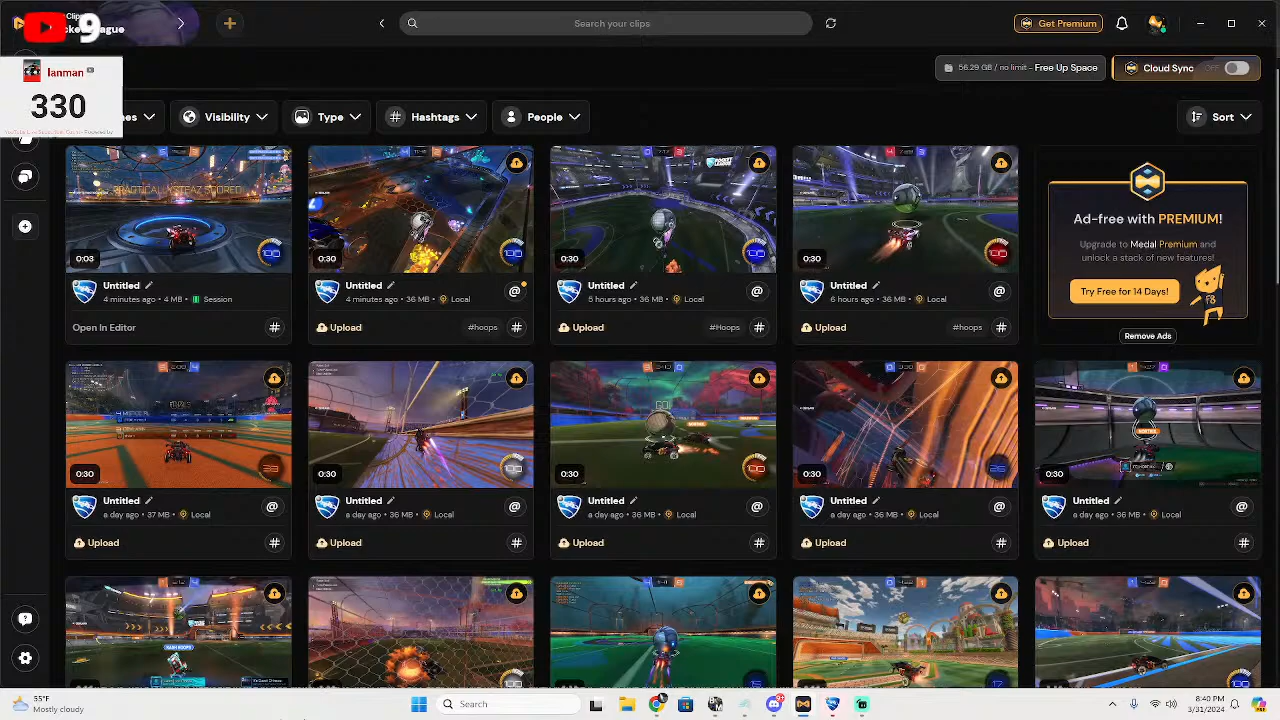 Clips
9
League
Search your clips
Get Premium
lanman
330
56.29 GB / no limit - Free Up Space
Cloud Sync OFF
Visibility
Type
Hashtags
People
Sort
0:03
0:30
0:30
0:30
Ad-free with PREMIUM!
Upgrade to Medal Premium and
unlock a stack of new features!
Try Free for 14 Days!
Remove Ads
Untitled
4 minutes ago • 4 MB • Session
Open In Editor
Untitled
4 minutes ago • 36 MB • Local
Upload
#hoops
Untitled
5 hours ago • 36 MB • Local
Upload
#Hoops
Untitled
6 hours ago • 36 MB • Local
Upload
#hoops
0:30
0:30
0:30
0:30
0:30
Untitled
a day ago • 37 MB • Local
Upload
Untitled
a day ago • 36 MB • Local
Upload
Untitled
a day ago • 36 MB • Local
Upload
Untitled
a day ago • 36 MB • Local
Upload
Untitled
a day ago • 36 MB • Local
Upload
55°F
Mostly cloudy
Search
8:40 PM
3/31/2024